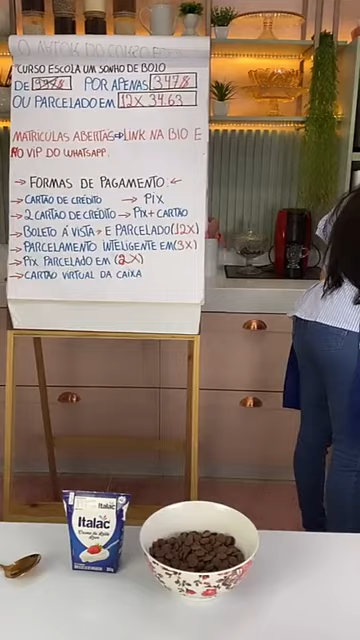 O MAIOR DO
"CURSO ESCOLA UM SONHO DE BOLO
DE POR APENAS 347,8
OU PARCELADO EM 12X 34.63
MATRÍCULAS ABERTAS⇒LINK NA BIO E
NO VIP DO WHATSAPP.
→ FORMAS DE PAGAMENTO: ←
→ CARTÃO DE CRÉDITO → PIX
→ 2 CARTÃO DE CRÉDITO → PIX + CARTÃO
→ BOLETO Á VISTA + E PARCELADO (12X)
→ PARCELAMENTO INTELIGENTE EM (3X)
→ PIX PARCELADO EM (2X)
→ CARTÃO VIRTUAL DA CAIXA
Italac
Italac
Creme de Leite
Leve